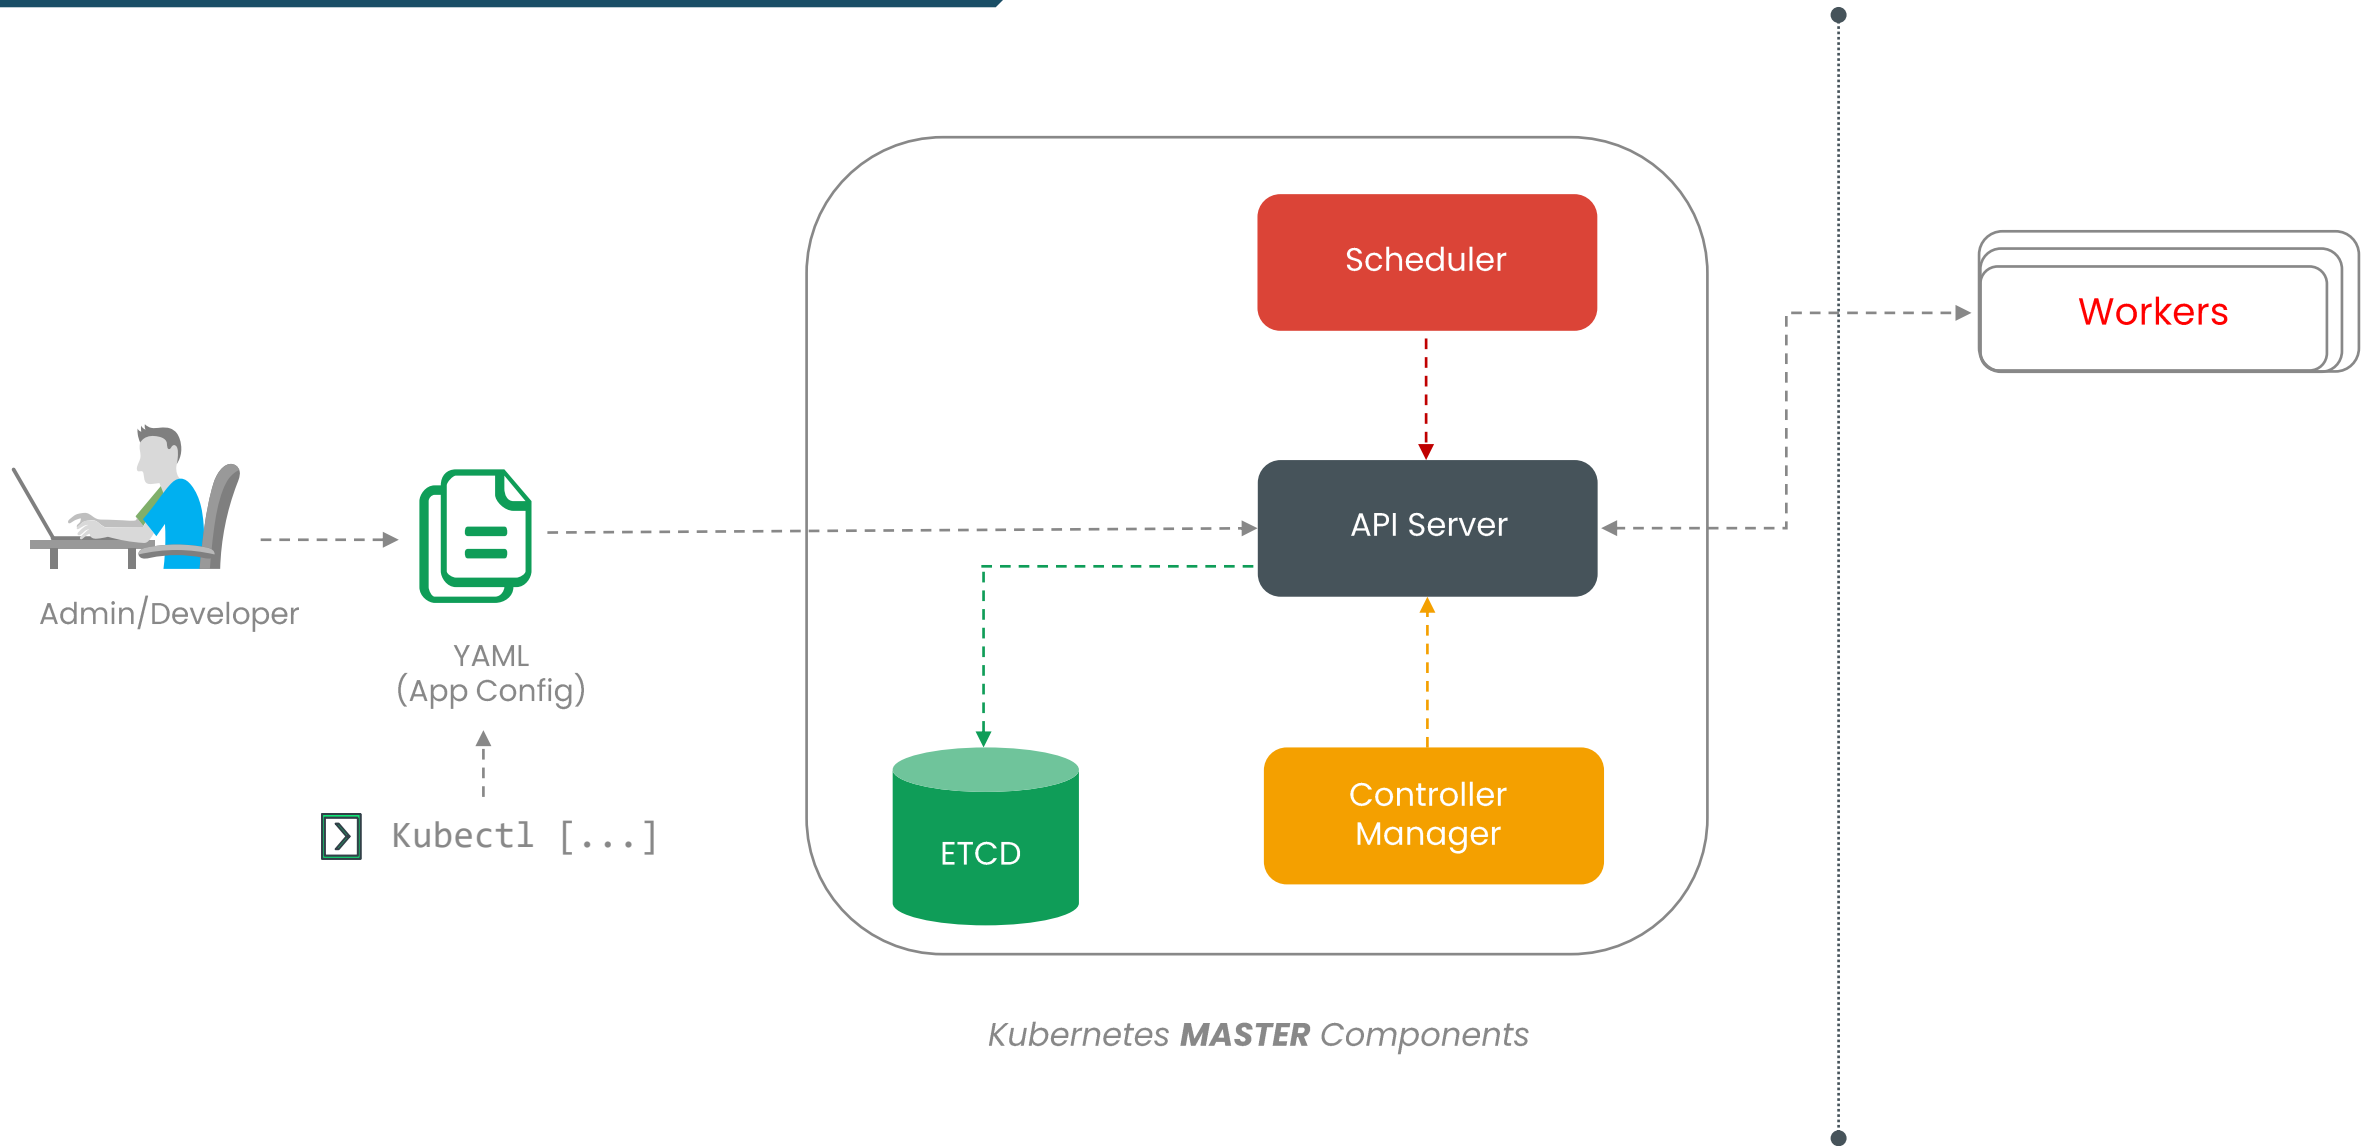 Scheduler
Workers
API Server
Admin/Developer
YAML
(App Config)
Kubectl [...]
ETCD
Controller
Manager
Kubernetes MASTER Components